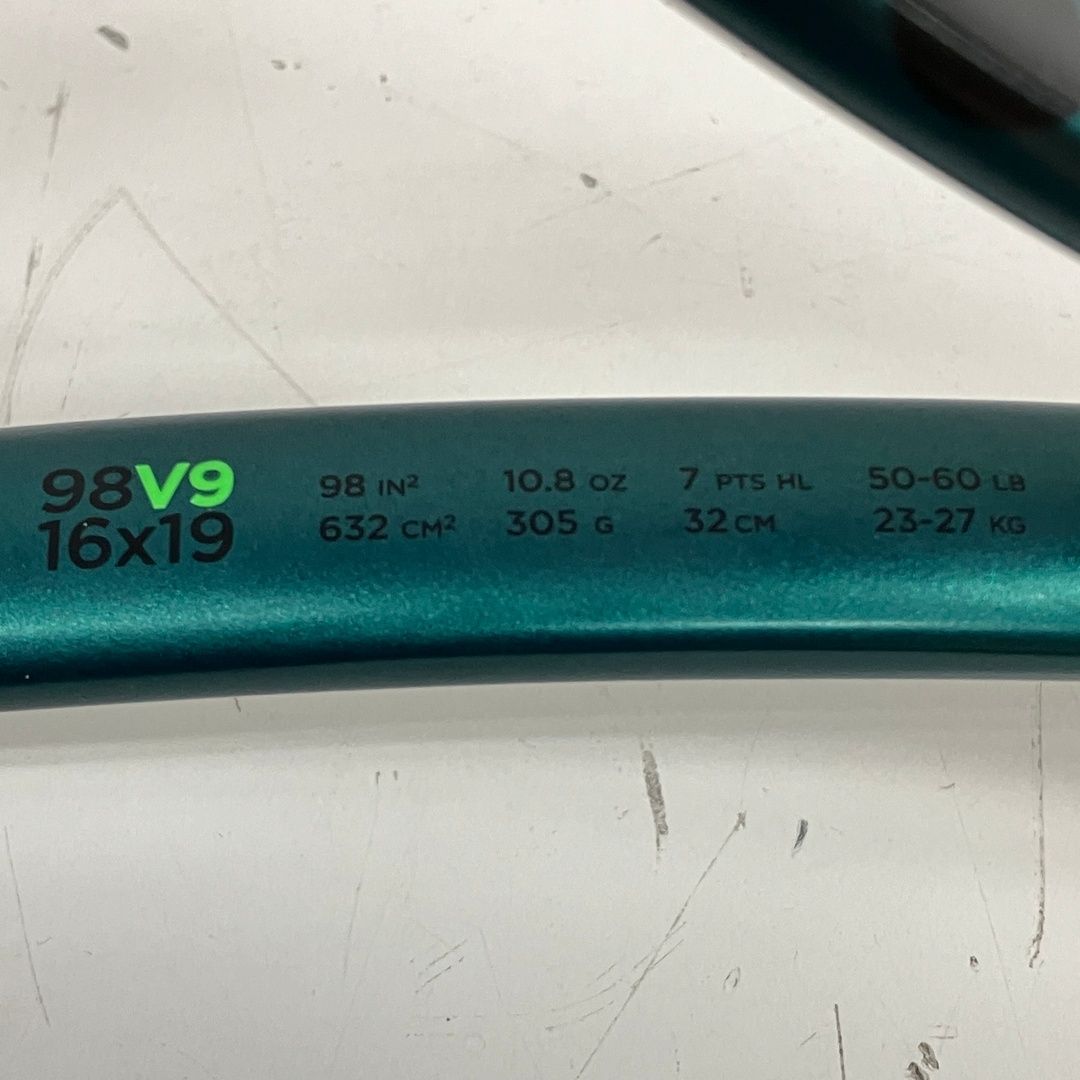 98V9
16x19
98 IN²
632 CM²
10.8 OZ
305 G
7 PTS HL
32 CM
50-60 LB
23-27 KG